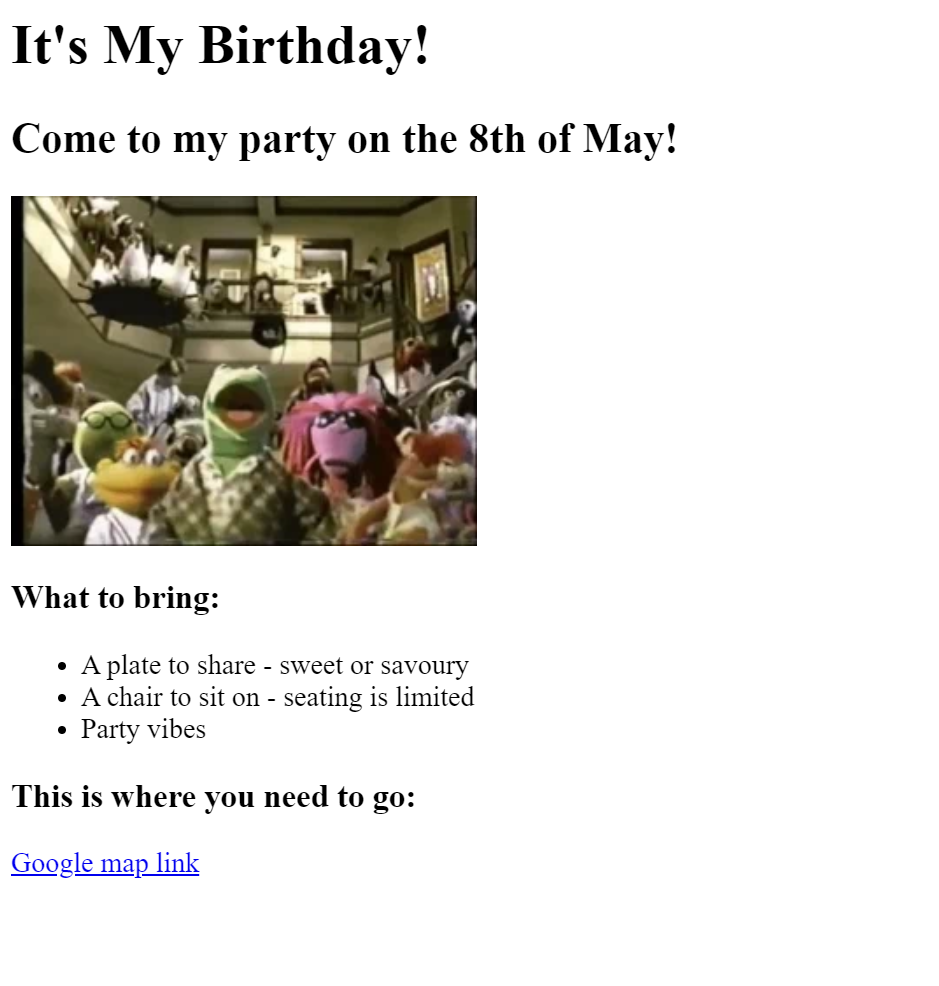 It's My Birthday!
Come to my party on the 8th of May!
What to bring:
A plate to share - sweet or savoury
A chair to sit on - seating is limited
Party vibes
This is where you need to go:
Google map link